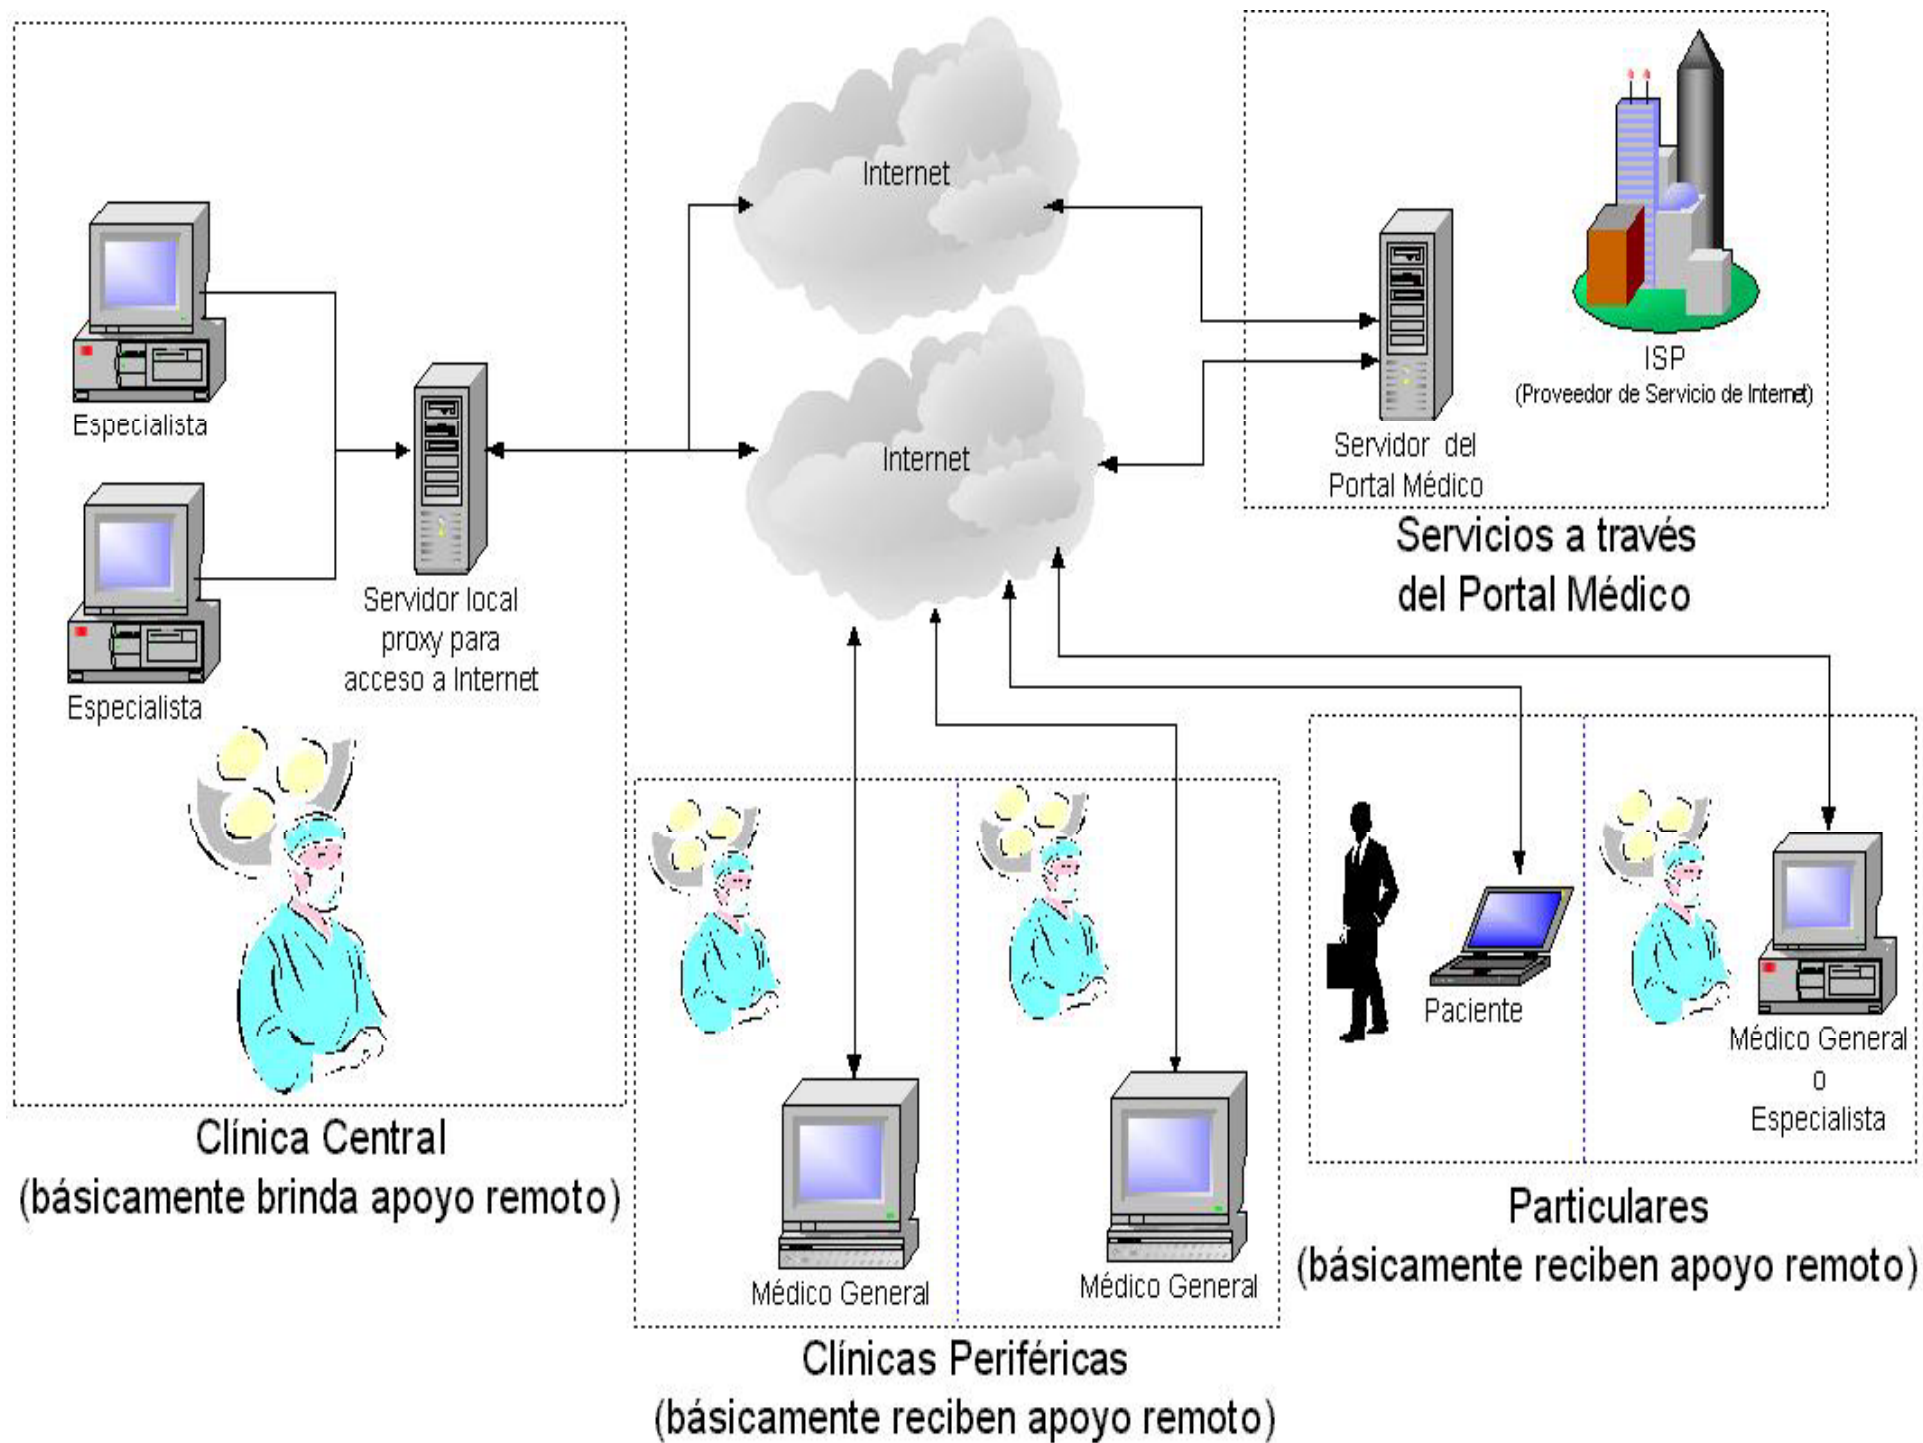 Especialista
Especialista
Servidor local
proxy para
acceso a Internet
Clínica Central
(básicamente brinda apoyo remoto)
Internet
Internet
ISP
(Proveedor de Servicio de Internet)
Servidor del
Portal Médico
Servicios a través
del Portal Médico
Médico General
Médico General
Clínicas Periféricas
(básicamente reciben apoyo remoto)
Paciente
Médico General
o
Especialista
Particulares
(básicamente reciben apoyo remoto)